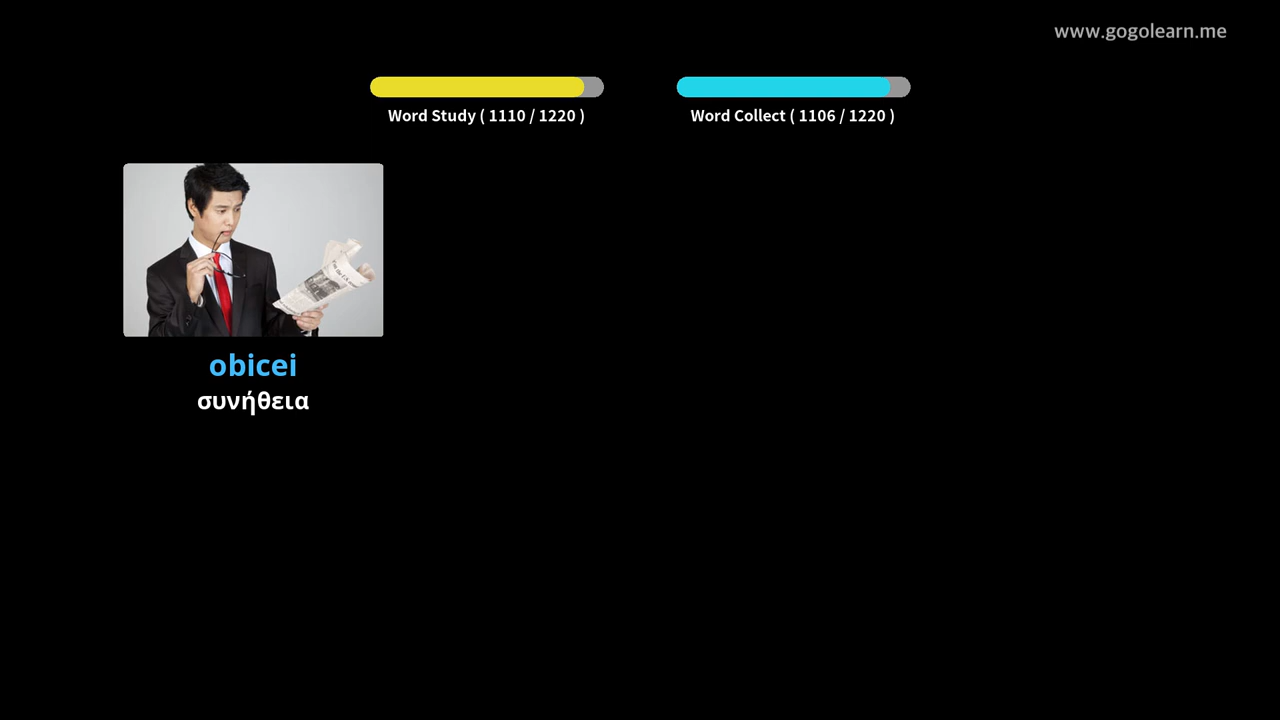 www.gogolearn.me
Word Study ( 1110 / 1220 )
Word Collect ( 1106 / 1220 )
obicei
συνήθεια